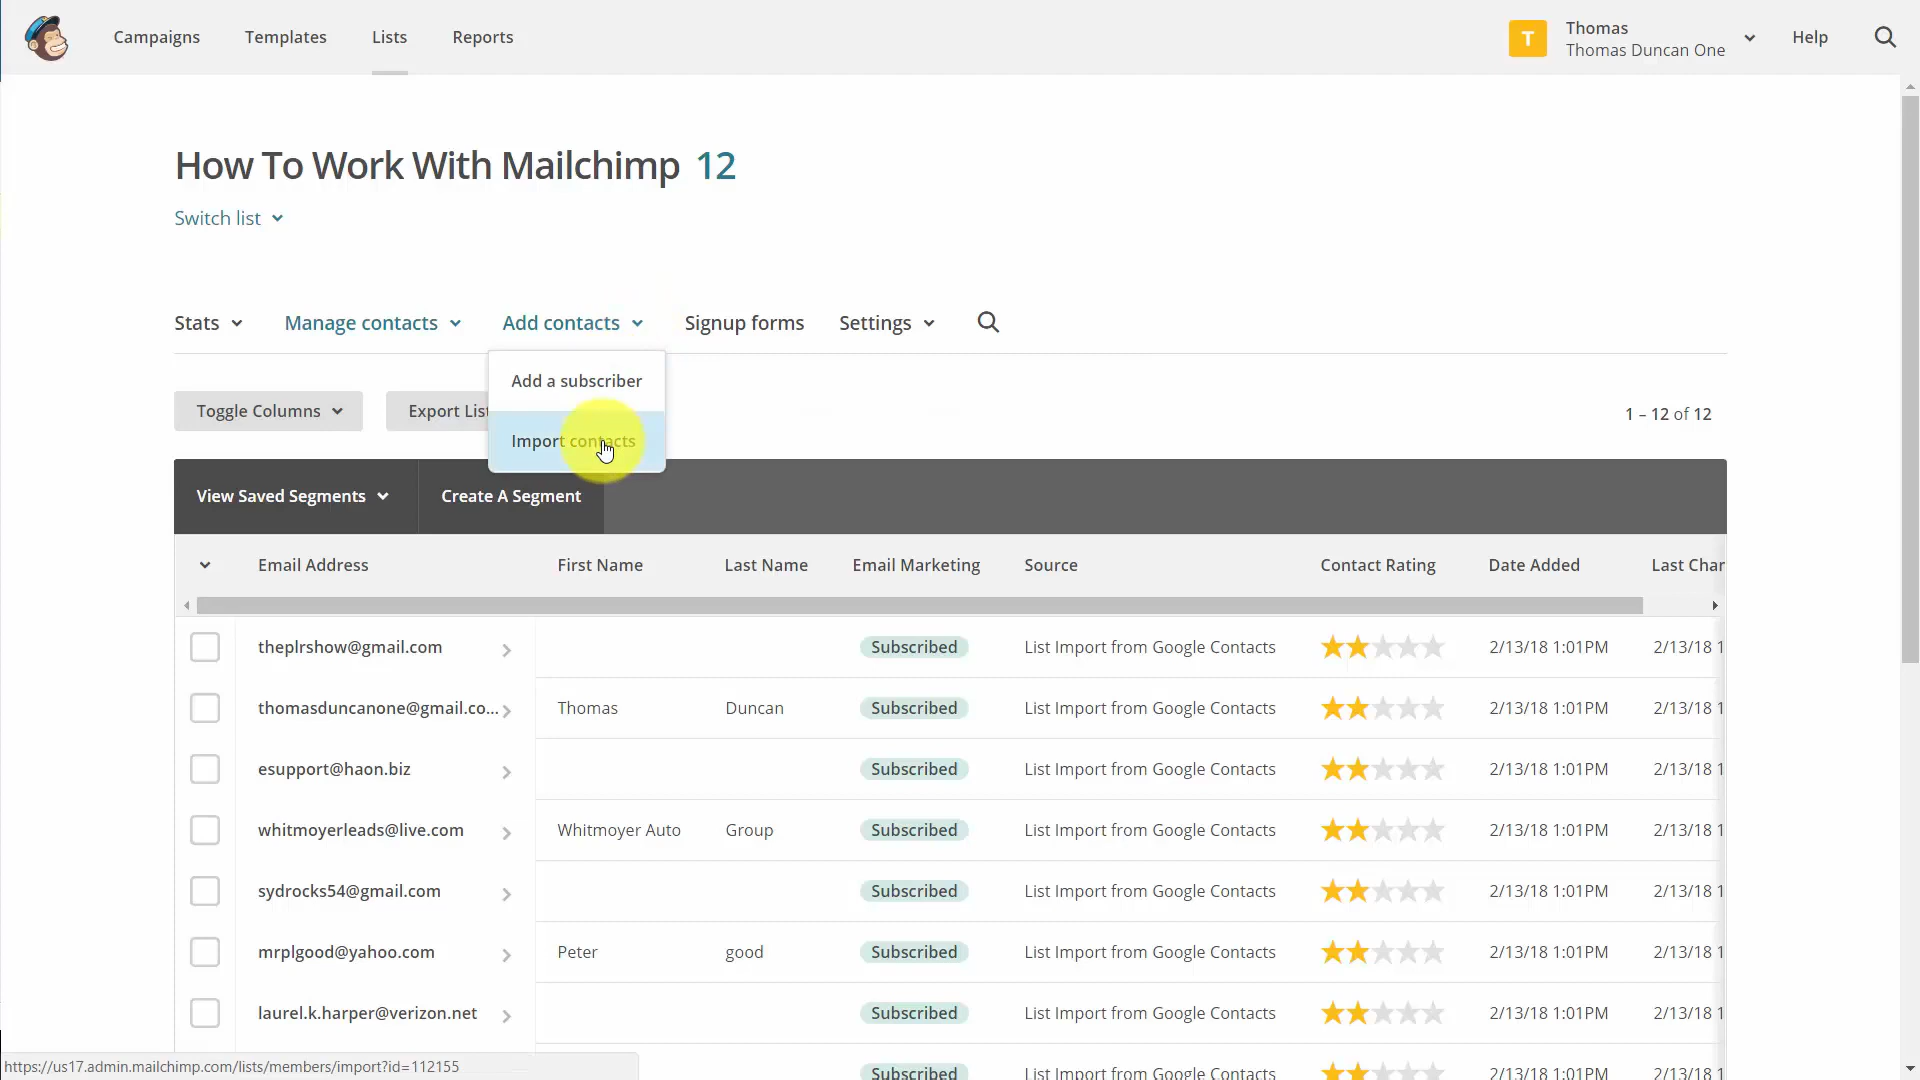 Campaigns Templates Lists Reports
T Thomas Help
Thomas Duncan One
How To Work With Mailchimp 12
Switch list
Stats Manage contacts Add contacts Signup forms Settings
Add a subscriber
Toggle Columns Export List 1 – 12 of 12
Import contacts
View Saved Segments Create A Segment
Email Address First Name Last Name Email Marketing Source Contact Rating Date Added Last Char
theplrshow@gmail.com Subscribed List Import from Google Contacts 2/13/18 1:01PM 2/13/18 1
thomasduncanone@gmail.co... Thomas Duncan Subscribed List Import from Google Contacts 2/13/18 1:01PM 2/13/18 1
esupport@haon.biz Subscribed List Import from Google Contacts 2/13/18 1:01PM 2/13/18 1
whitmoyerleads@live.com Whitmoyer Auto Group Subscribed List Import from Google Contacts 2/13/18 1:01PM 2/13/18 1
sydrocks54@gmail.com Subscribed List Import from Google Contacts 2/13/18 1:01PM 2/13/18 1
mrplgood@yahoo.com Peter good Subscribed List Import from Google Contacts 2/13/18 1:01PM 2/13/18 1
laurel.k.harper@verizon.net Subscribed List Import from Google Contacts 2/13/18 1:01PM 2/13/18 1
Subscribed List Import from Google Contacts 2/13/18 1:01PM 2/13/18 1
https://us17.admin.mailchimp.com/lists/members/import?id=112155